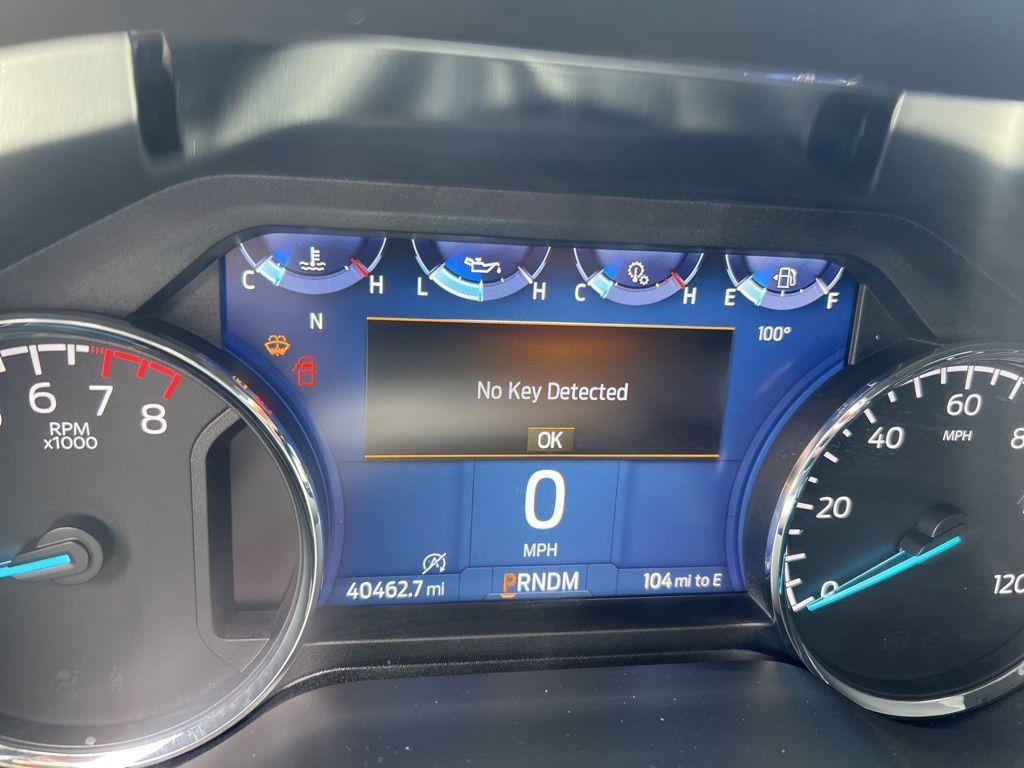 C H
L H
C H
E F
N
100°
No Key Detected
OK
0
MPH
40462.7 mi
PRNDM
104 mi to E
6
7
8
RPM
x1000
0
20
40
60
MPH
120